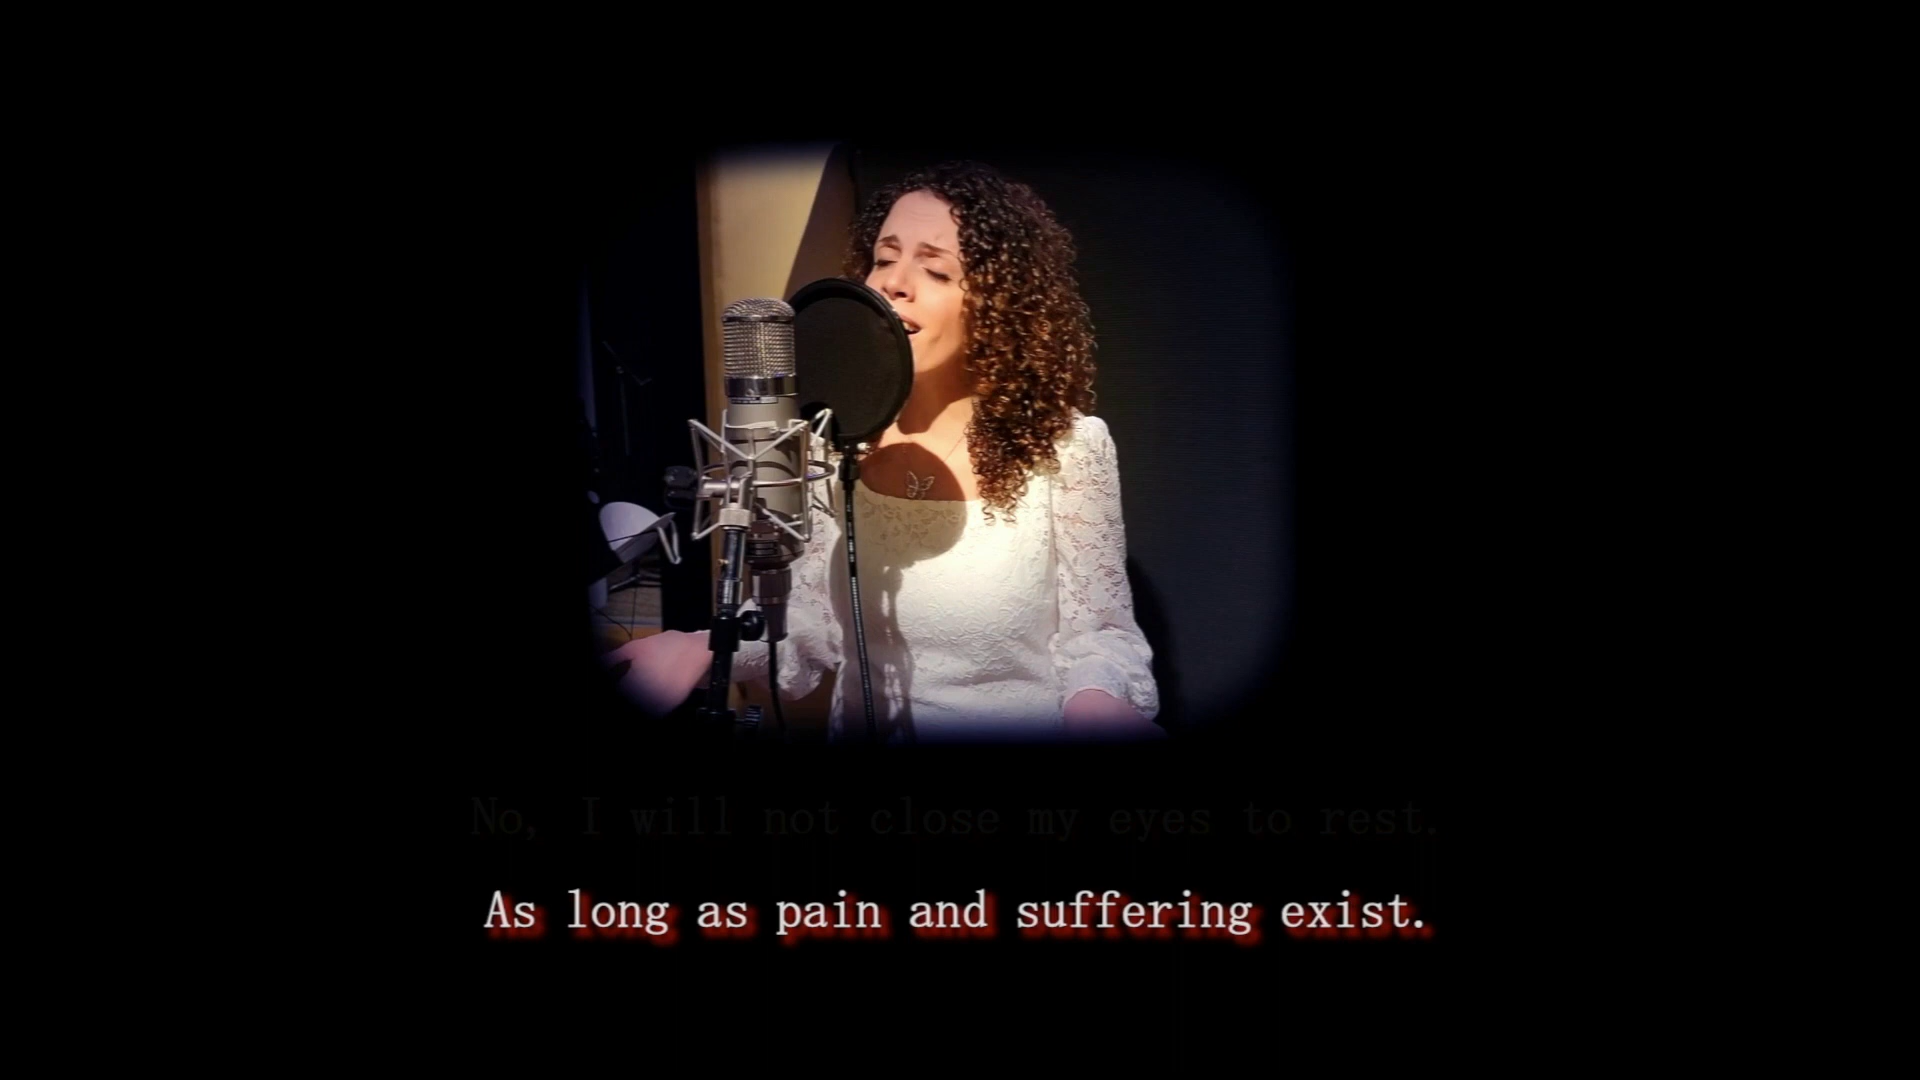 No, I will not close my eyes to rest.
As long as pain and suffering exist.